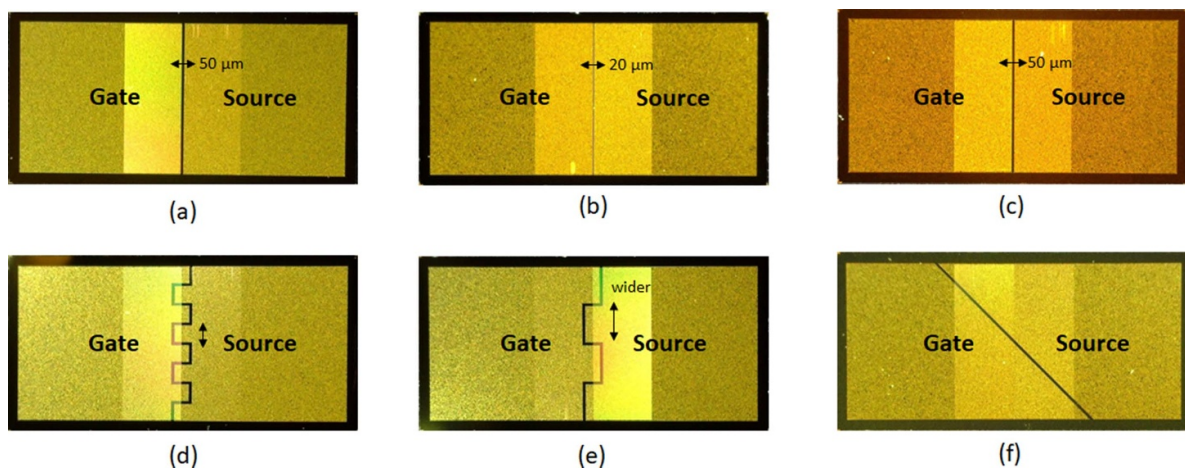 50 μm
Gate Source
(a)
20 μm
Gate Source
(b)
50 μm
Gate Source
(c)
Gate Source
(d)
wider
Gate Source
(e)
Gate Source
(f)